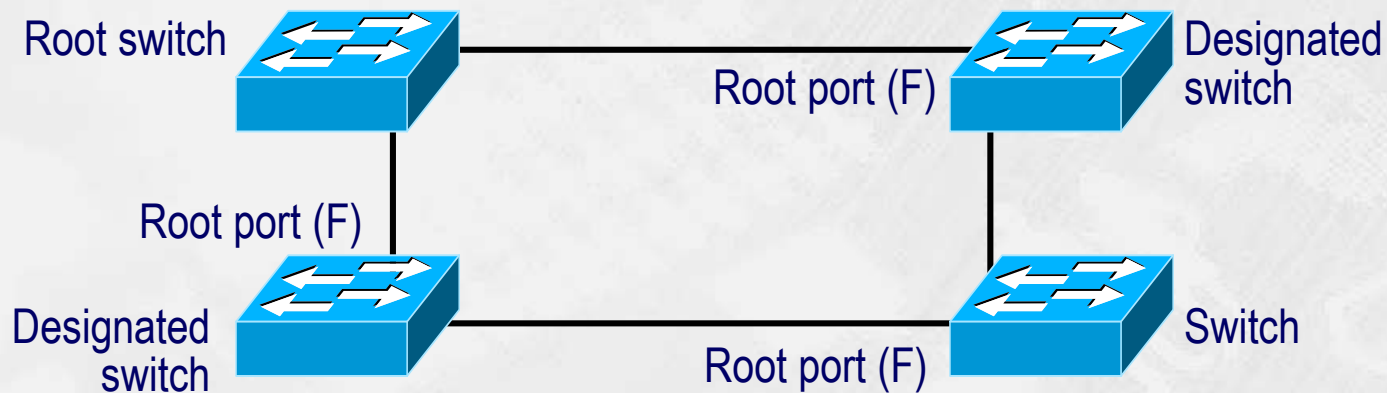 Root switch
Designated
switch
Root port (F)
Root port (F)
Designated
switch
Switch
Root port (F)